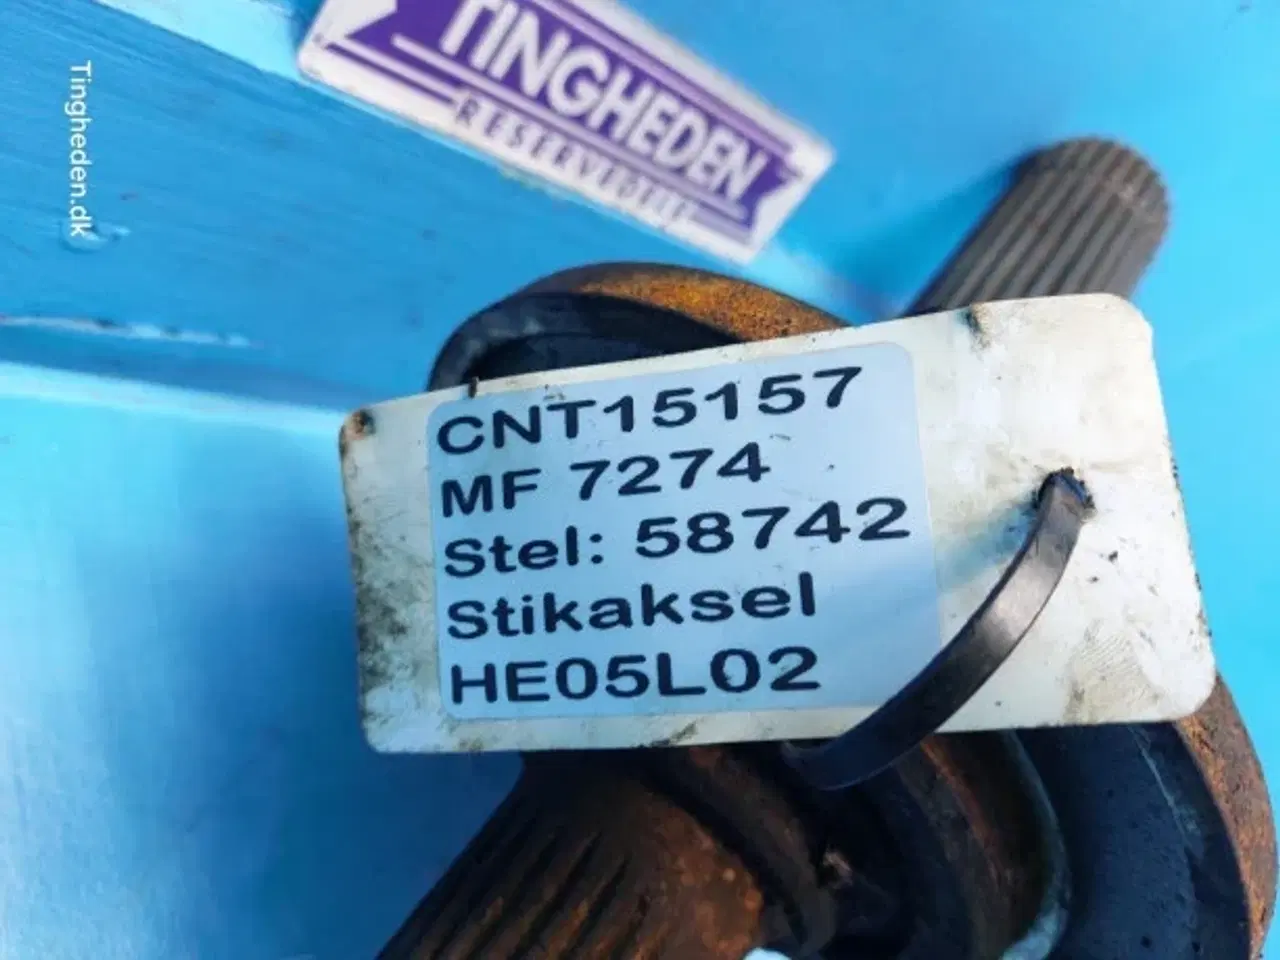 TINGHEDEN
RESERVEDELE
Tingheden.dk
CNT15157
MF 7274
Stel: 58742
Stikaksel
HE05L02